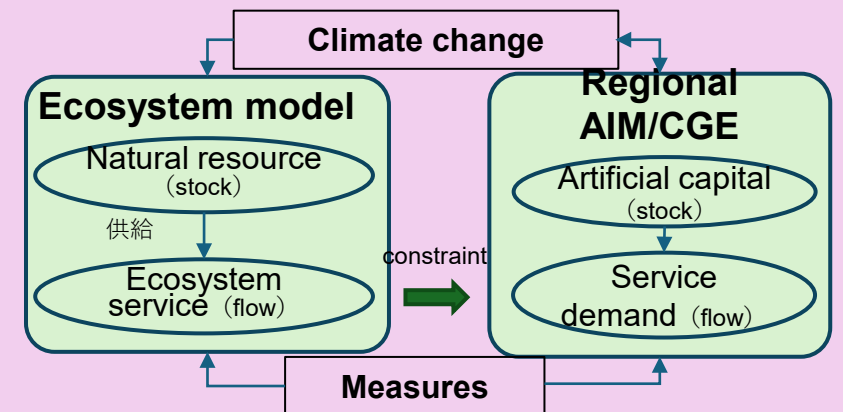 Climate change
Ecosystem model
Natural resource
（stock）
供給
Ecosystem
service（flow）
constraint
Regional
AIM/CGE
Artificial capital
（stock）
Service
demand（flow）
Measures